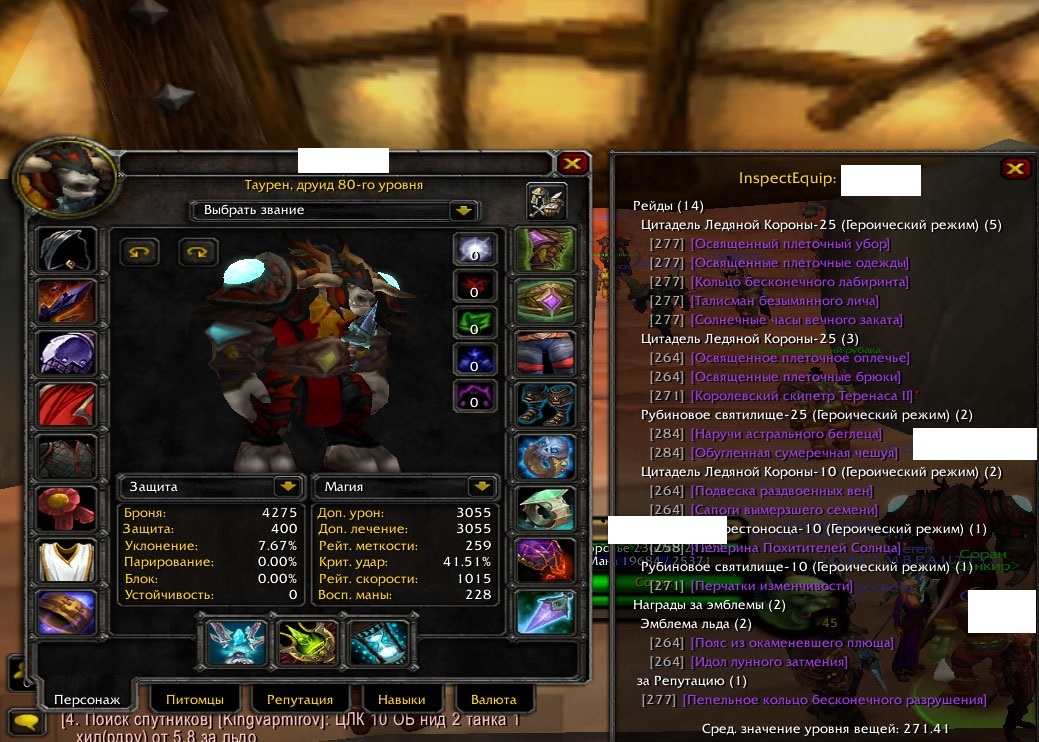 Таурен, друид 80-го уровня
Выбрать звание
0
0
0
0
0
Защита
Броня: 4275
Защита: 400
Уклонение: 7.67%
Парирование: 0.00%
Блок: 0.00%
Устойчивость: 0
Магия
Доп. урон: 3055
Доп. лечение: 3055
Рейт. меткости: 259
Крит. удар 41.51%
Рейт. скорости: 1015
Восп. маны: 228
Персонаж
Питомцы
Репутация
Навыки
Валюта
[4. Поиск спутников] [Kingvapmirov]: ЦЛК 10 ОБ нид 2 танка 1
хил(рдру) от 5.8 за льдо
InspectEquip:
Рейды (14)
Цитадель Ледяной Короны-25 (Героический режим) (5)
[277] [Освященный плеточный убор]
[277] [Освященные плеточные одежды]
[277] [Кольцо бесконечного лабиринта]
[277] [Талисман безымянного лича]
[277] [Солнечные часы вечного заката]
Цитадель Ледяной Короны-25 (3)
[264] [Освященное плеточное оплечье]
[264] [Освященные плеточные брюки]
[271] [Королевский скипетр Теренаса II]
Рубиновое святилище-25 (Героический режим) (2)
[284] [Наручи астрального беглеца]
[284] [Обугленная сумеречная чешуя]
Цитадель Ледяной Короны-10 (Героический режим) (2)
[264] [Подвеска раздвоенных вен]
[264] [Сапоги вымерзшего семени]
рестоносца-10 (Героический режим) (1)
[258] [Пелерина Похитителей Солнца]
Рубиновое святилище-10 (Героический режим) (1)
[271] [Перчатки изменчивости]
Награды за эмблемы (2)
Эмблема льда (2)
45
[264] [Пояс из окаменевшего плюща]
[264] [Идол лунного затмения]
за Репутацию (1)
[277] [Пепельное кольцо бесконечного разрушения]
Сред. значение уровня вещей: 271.41